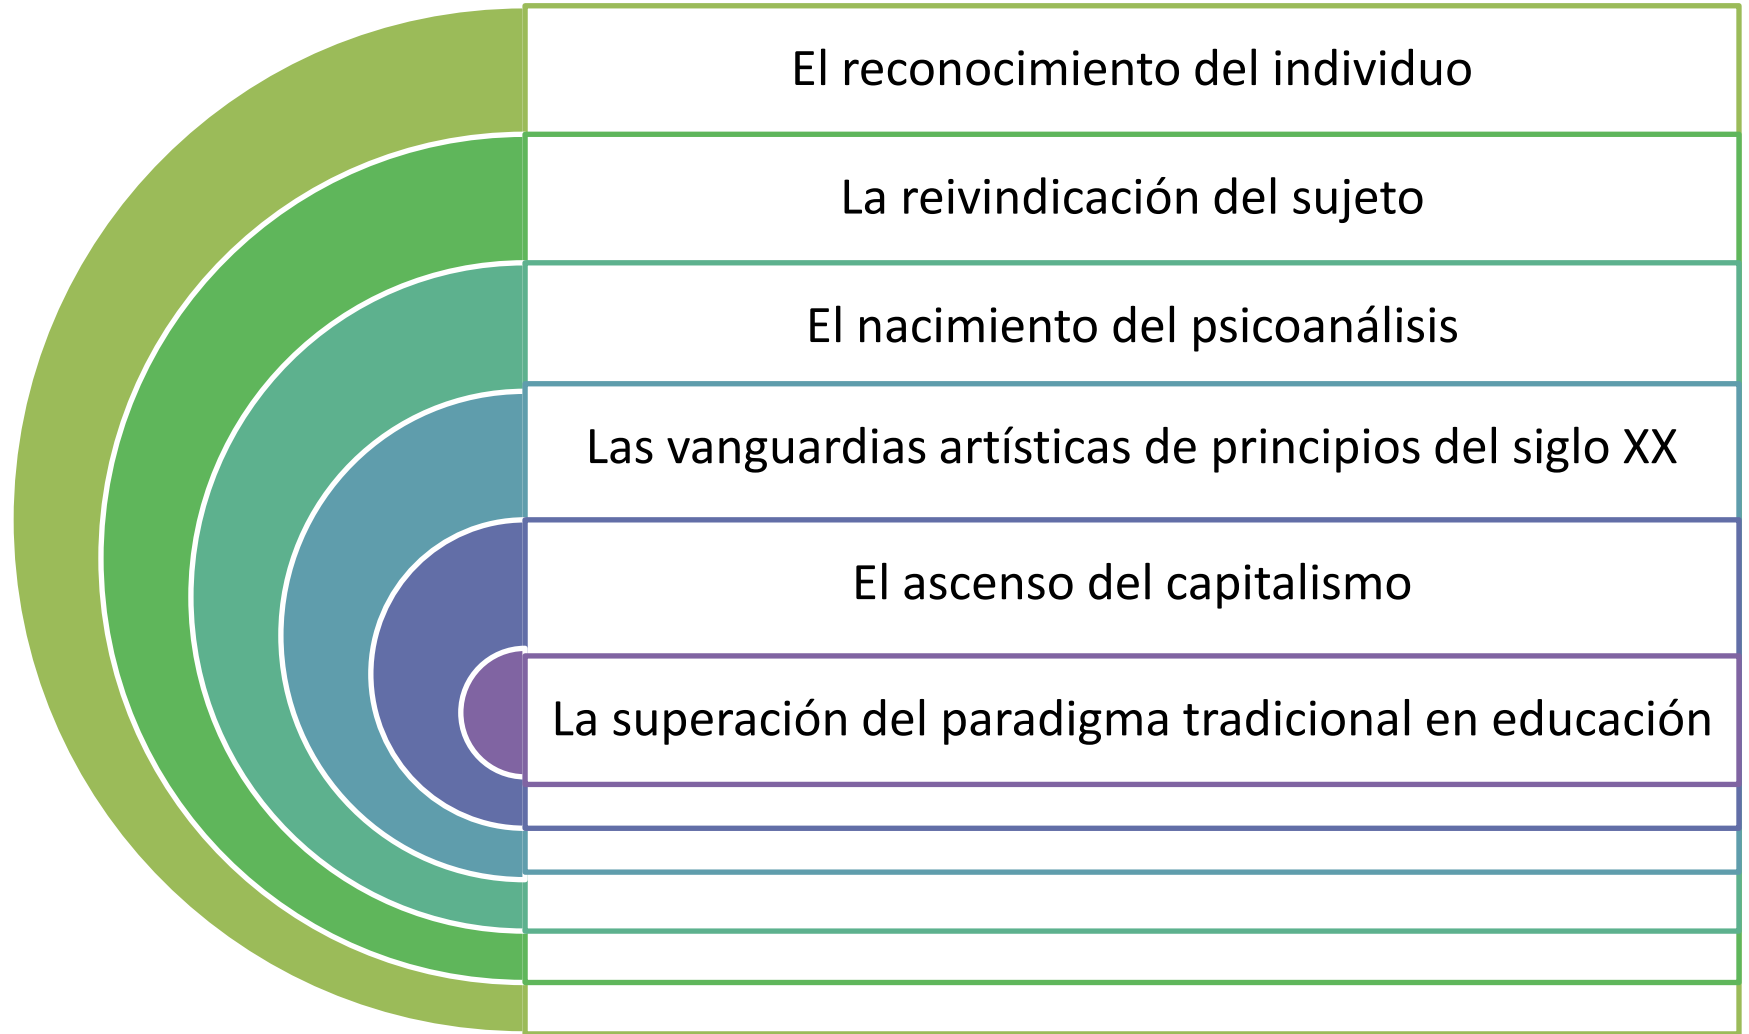 El reconocimiento del individuo
La reivindicación del sujeto
El nacimiento del psicoanálisis
Las vanguardias artísticas de principios del siglo XX
El ascenso del capitalismo
La superación del paradigma tradicional en educación